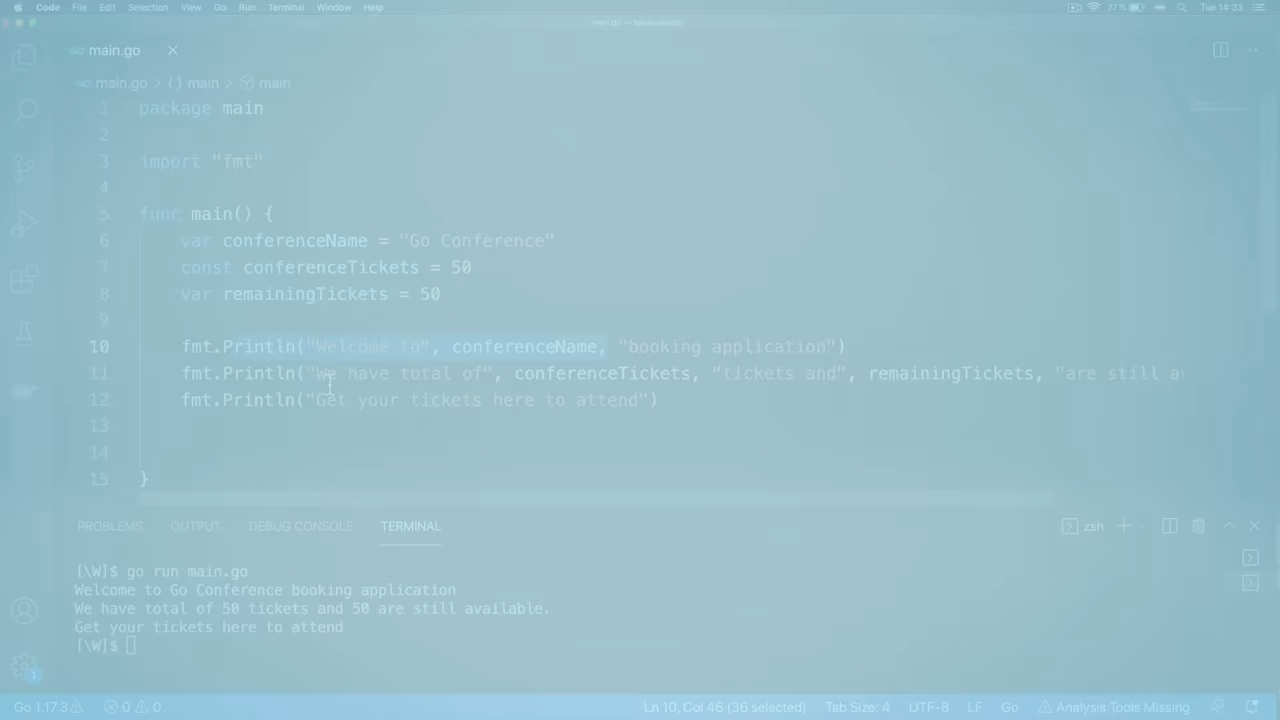 Code File Edit Selection View Go Run Terminal Window Help 77% Tue 14:33
main.go
main.go > () main > main
1 package main
2
3 import "fmt"
4
5 func main() {
6 var conferenceName = "Go Conference"
7 const conferenceTickets = 50
8 var remainingTickets = 50
9
10 fmt.Println("Welcome to", conferenceName, "booking application")
11 fmt.Println("We have total of", conferenceTickets, "tickets and", remainingTickets, "are still av
12 fmt.Println("Get your tickets here to attend")
13
14
15 }
PROBLEMS OUTPUT DEBUG CONSOLE TERMINAL zsh
[\W]$ go run main.go
Welcome to Go Conference booking application
We have total of 50 tickets and 50 are still available.
Get your tickets here to attend
[\W]$
1
Go 1.17.3 0 0 Ln 10, Col 46 (36 selected) Tab Size: 4 UTF-8 LF Go Analysis Tools Missing